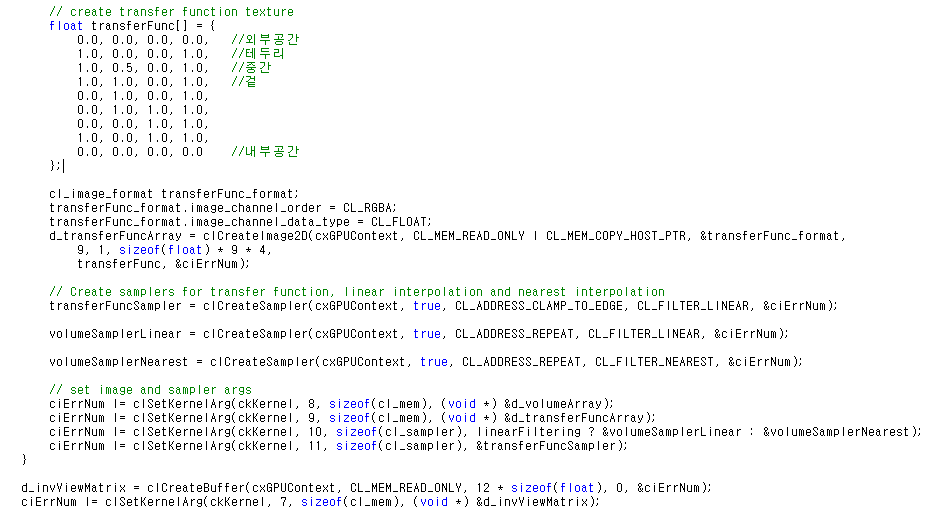 // create transfer function texture
float transferFunc[] = {
0.0, 0.0, 0.0, 0.0, //외부공간
1.0, 0.0, 0.0, 1.0, //테두리
1.0, 0.5, 0.0, 1.0, //중간
1.0, 1.0, 0.0, 1.0, //겉
0.0, 1.0, 0.0, 1.0,
0.0, 1.0, 1.0, 1.0,
0.0, 0.0, 1.0, 1.0,
1.0, 0.0, 1.0, 1.0,
0.0, 0.0, 0.0, 0.0 //내부공간
};
cl_image_format transferFunc_format;
transferFunc_format.image_channel_order = CL_RGBA;
transferFunc_format.image_channel_data_type = CL_FLOAT;
d_transferFuncArray = clCreateImage2D(cxGPUContext, CL_MEM_READ_ONLY | CL_MEM_COPY_HOST_PTR, &transferFunc_format,
9, 1, sizeof(float) * 9 * 4,
transferFunc, &ciErrNum);
// Create samplers for transfer function, linear interpolation and nearest interpolation
transferFuncSampler = clCreateSampler(cxGPUContext, true, CL_ADDRESS_CLAMP_TO_EDGE, CL_FILTER_LINEAR, &ciErrNum);
volumeSamplerLinear = clCreateSampler(cxGPUContext, true, CL_ADDRESS_REPEAT, CL_FILTER_LINEAR, &ciErrNum);
volumeSamplerNearest = clCreateSampler(cxGPUContext, true, CL_ADDRESS_REPEAT, CL_FILTER_NEAREST, &ciErrNum);
// set image and sampler args
ciErrNum |= clSetKernelArg(ckKernel, 8, sizeof(cl_mem), (void *) &d_volumeArray);
ciErrNum |= clSetKernelArg(ckKernel, 9, sizeof(cl_mem), (void *) &d_transferFuncArray);
ciErrNum |= clSetKernelArg(ckKernel, 10, sizeof(cl_sampler), linearFiltering ? &volumeSamplerLinear : &volumeSamplerNearest);
ciErrNum |= clSetKernelArg(ckKernel, 11, sizeof(cl_sampler), &transferFuncSampler);
}
d_invViewMatrix = clCreateBuffer(cxGPUContext, CL_MEM_READ_ONLY, 12 * sizeof(float), 0, &ciErrNum);
ciErrNum |= clSetKernelArg(ckKernel, 7, sizeof(cl_mem), (void *) &d_invViewMatrix);